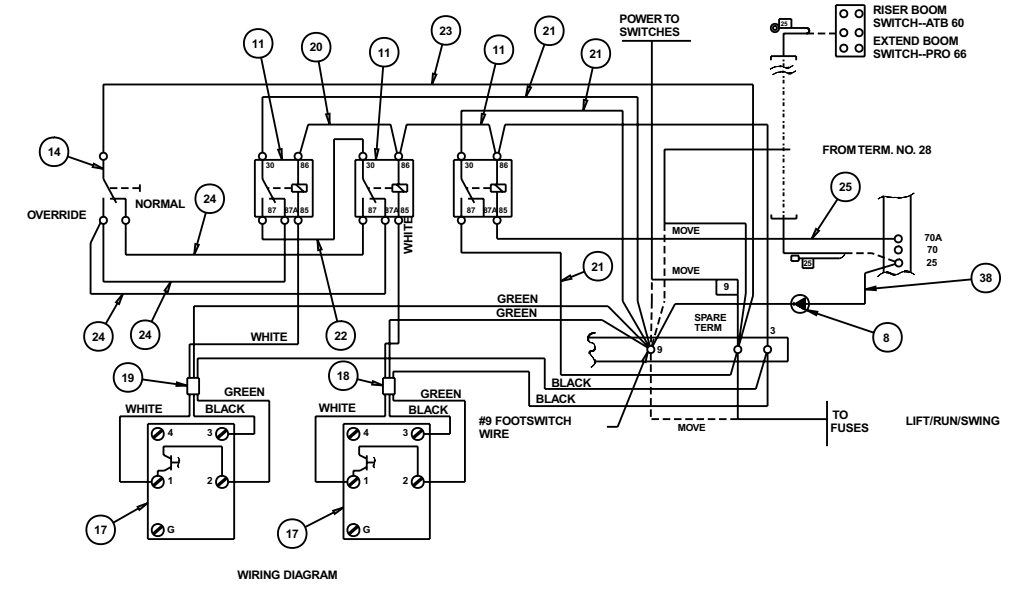 POWER TO
SWITCHES
25
RISER BOOM
SWITCH--ATB 60
EXTEND BOOM
SWITCH--PRO 66
11
20
11
23
11
21
21
14
30
86
30
86
30
86
FROM TERM. NO. 28
OVERRIDE
NORMAL
24
87
87A
85
87
87A
85
87
87A
85
WHITE
25
MOVE
70A
70
25
25
21
MOVE
9
38
24
24
22
GREEN
GREEN
WHITE
SPARE
TERM
3
9
8
19
18
BLACK
BLACK
WHITE
GREEN
BLACK
WHITE
GREEN
BLACK
#9 FOOTSWITCH
WIRE
MOVE
TO
FUSES
LIFT/RUN/SWING
4
3
1
2
G
17
4
3
1
2
G
17
WIRING DIAGRAM